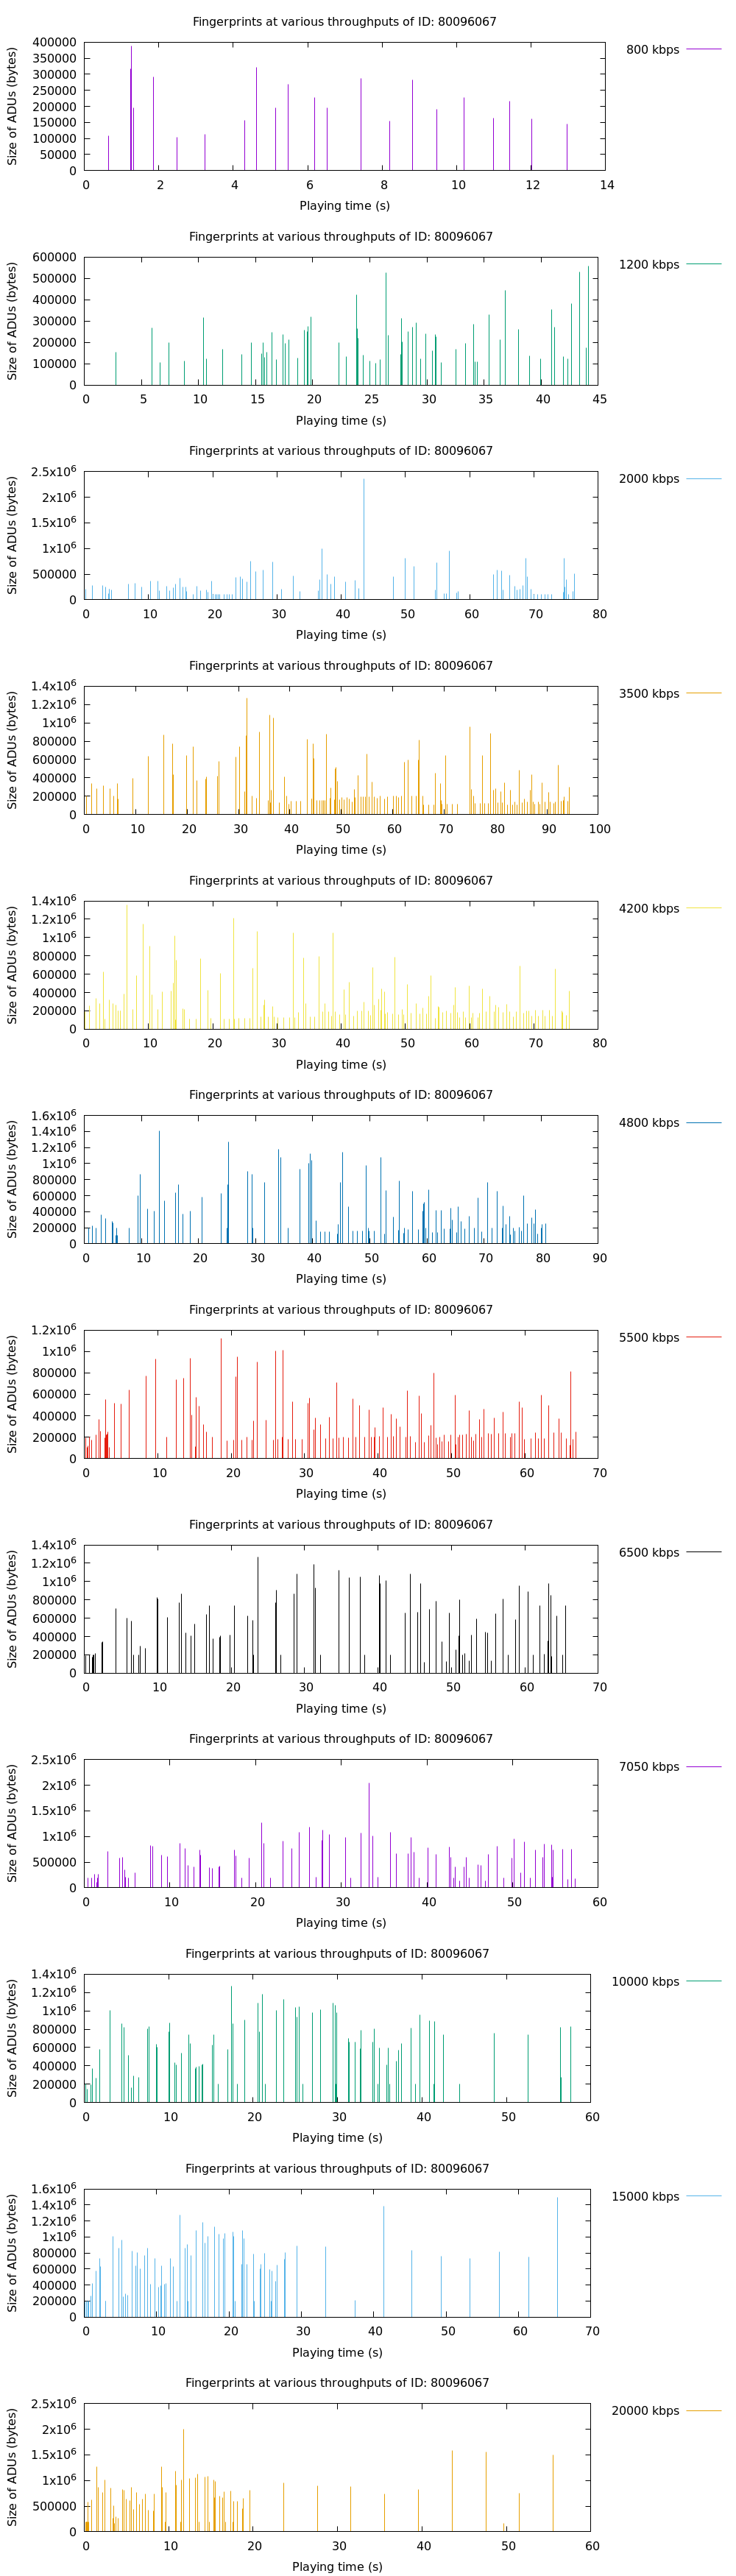 Fingerprints at various throughputs of ID: 80096067
800 kbps
Size of ADUs (bytes)
400000
350000
300000
250000
200000
150000
100000
50000
0
0 2 4 6 8 10 12 14
Playing time (s)
Fingerprints at various throughputs of ID: 80096067
1200 kbps
Size of ADUs (bytes)
600000
500000
400000
300000
200000
100000
0
0 5 10 15 20 25 30 35 40 45
Playing time (s)
Fingerprints at various throughputs of ID: 80096067
2000 kbps
Size of ADUs (bytes)
2.5x10^6
2x10^6
1.5x10^6
1x10^6
500000
0
0 10 20 30 40 50 60 70 80
Playing time (s)
Fingerprints at various throughputs of ID: 80096067
3500 kbps
Size of ADUs (bytes)
1.4x10^6
1.2x10^6
1x10^6
800000
600000
400000
200000
0
0 10 20 30 40 50 60 70 80 90 100
Playing time (s)
Fingerprints at various throughputs of ID: 80096067
4200 kbps
Size of ADUs (bytes)
1.4x10^6
1.2x10^6
1x10^6
800000
600000
400000
200000
0
0 10 20 30 40 50 60 70 80
Playing time (s)
Fingerprints at various throughputs of ID: 80096067
4800 kbps
Size of ADUs (bytes)
1.6x10^6
1.4x10^6
1.2x10^6
1x10^6
800000
600000
400000
200000
0
0 10 20 30 40 50 60 70 80 90
Playing time (s)
Fingerprints at various throughputs of ID: 80096067
5500 kbps
Size of ADUs (bytes)
1.2x10^6
1x10^6
800000
600000
400000
200000
0
0 10 20 30 40 50 60 70
Playing time (s)
Fingerprints at various throughputs of ID: 80096067
6500 kbps
Size of ADUs (bytes)
1.4x10^6
1.2x10^6
1x10^6
800000
600000
400000
200000
0
0 10 20 30 40 50 60 70
Playing time (s)
Fingerprints at various throughputs of ID: 80096067
7050 kbps
Size of ADUs (bytes)
2.5x10^6
2x10^6
1.5x10^6
1x10^6
500000
0
0 10 20 30 40 50 60
Playing time (s)
Fingerprints at various throughputs of ID: 80096067
10000 kbps
Size of ADUs (bytes)
1.4x10^6
1.2x10^6
1x10^6
800000
600000
400000
200000
0
0 10 20 30 40 50 60
Playing time (s)
Fingerprints at various throughputs of ID: 80096067
15000 kbps
Size of ADUs (bytes)
1.6x10^6
1.4x10^6
1.2x10^6
1x10^6
800000
600000
400000
200000
0
0 10 20 30 40 50 60 70
Playing time (s)
Fingerprints at various throughputs of ID: 80096067
20000 kbps
Size of ADUs (bytes)
2.5x10^6
2x10^6
1.5x10^6
1x10^6
500000
0
0 10 20 30 40 50 60
Playing time (s)